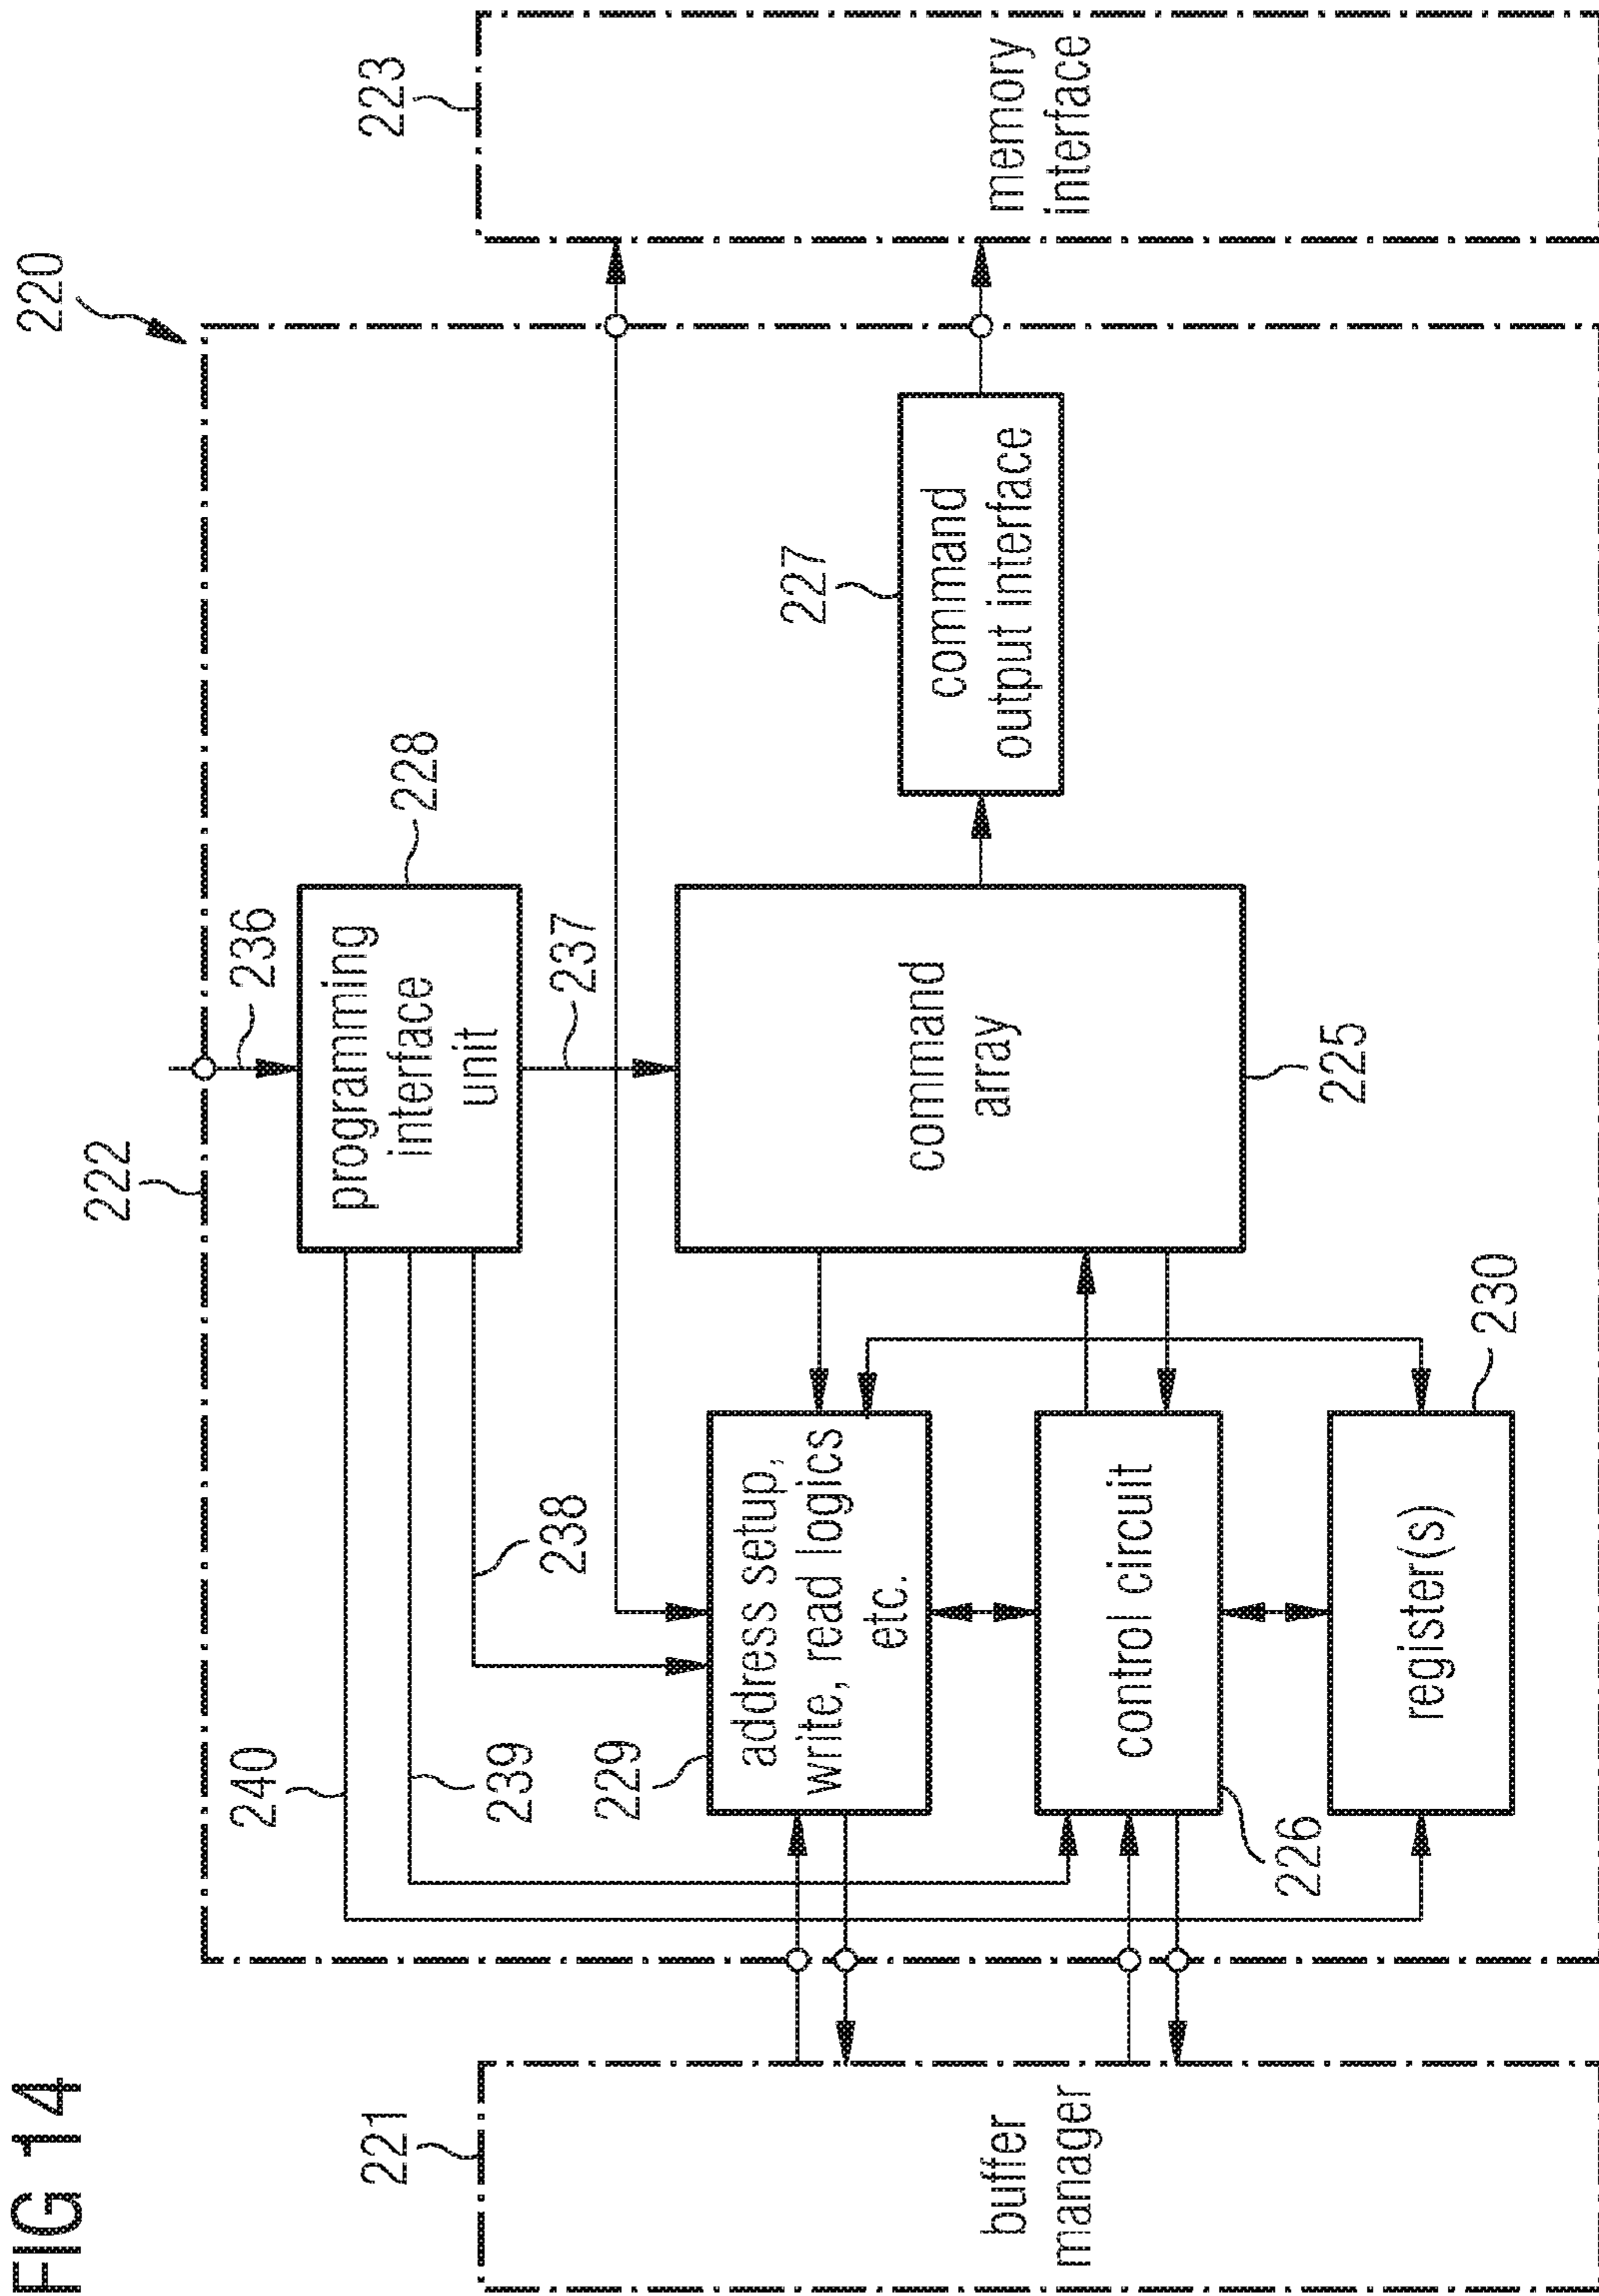 FIG 14
220
222
223
236
programming
interface
unit
228
240
239
238
237
221
229
address setup,
write, read logics
etc.
command
array
225
227
command
output interface
buffer
manager
memory
interface
control circuit
226
register(s)
230